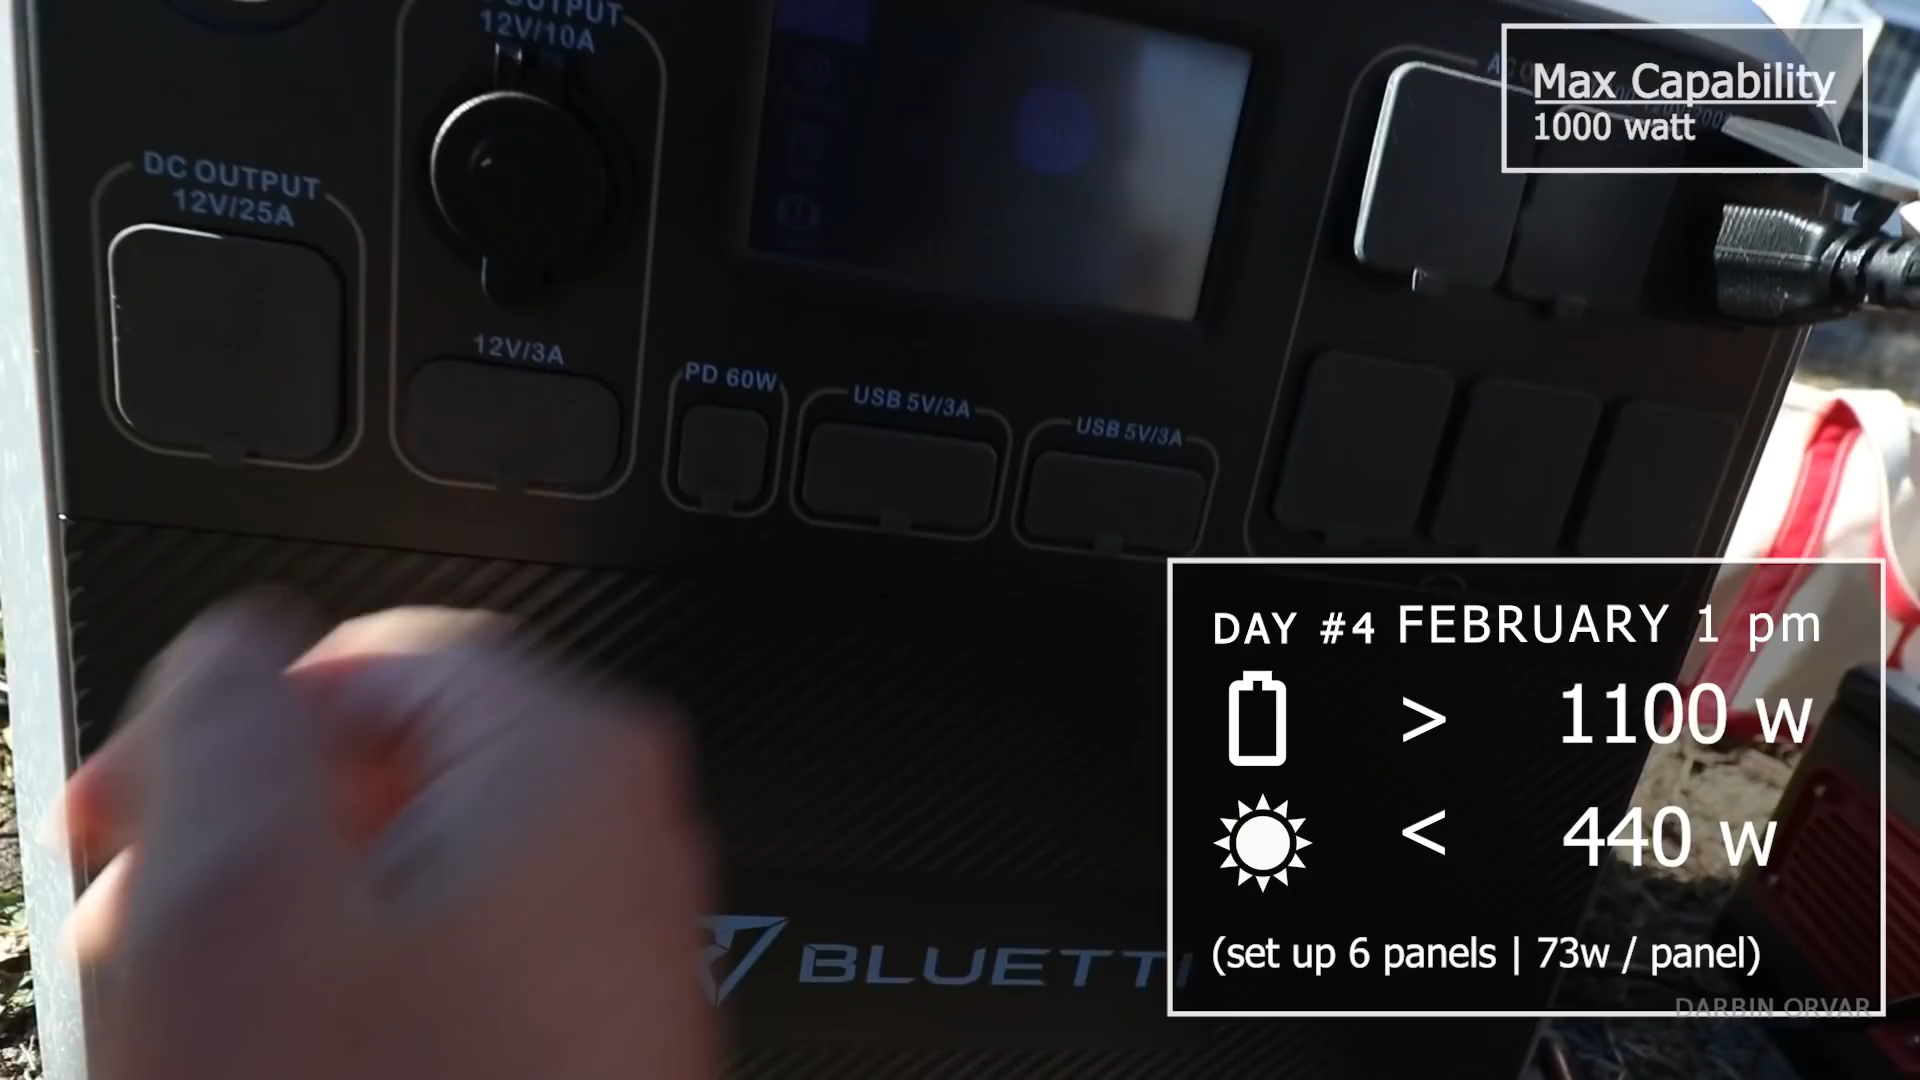 OUTPUT
12V/10A
DC OUTPUT
12V/25A
12V/3A
PD 60W
USB 5V/3A
USB 5V/3A
Max Capability
1000 watt
DAY #4 FEBRUARY 1 pm
> 1100 w
< 440 w
(set up 6 panels | 73w / panel)
BLUETTI
DARBIN ORVAR